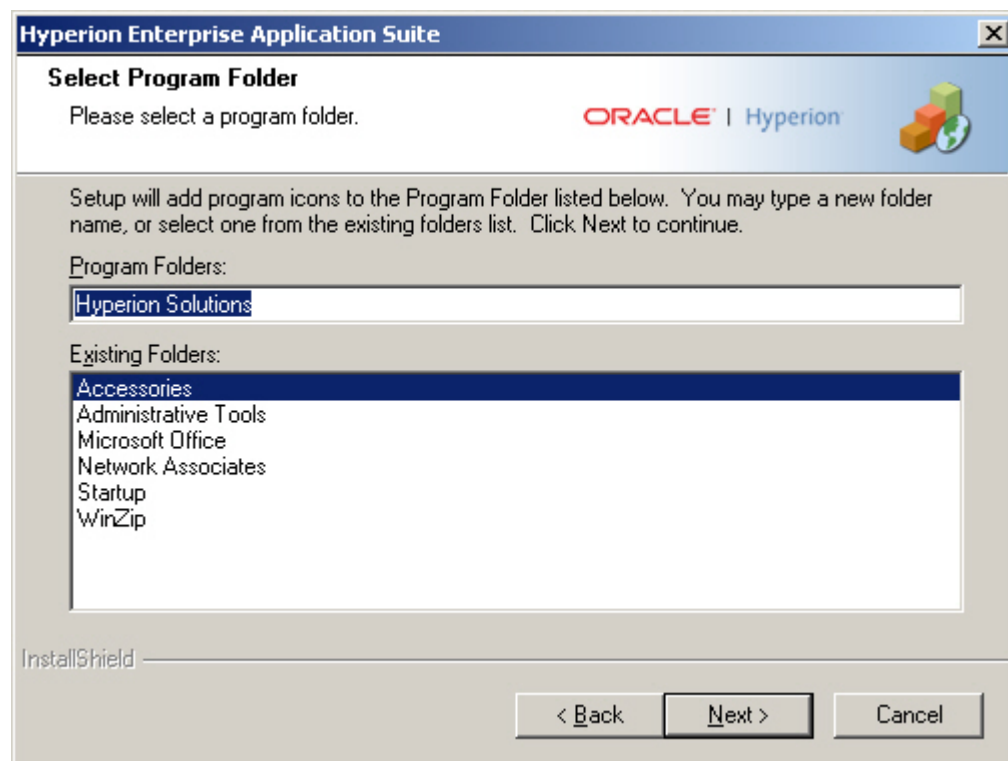 Hyperion Enterprise Application Suite
Select Program Folder
Please select a program folder.
ORACLE | Hyperion
Setup will add program icons to the Program Folder listed below. You may type a new folder
name, or select one from the existing folders list. Click Next to continue.
Program Folders:
Hyperion Solutions
Existing Folders:
Accessories
Administrative Tools
Microsoft Office
Network Associates
Startup
WinZip
InstallShield
< Back
Next >
Cancel